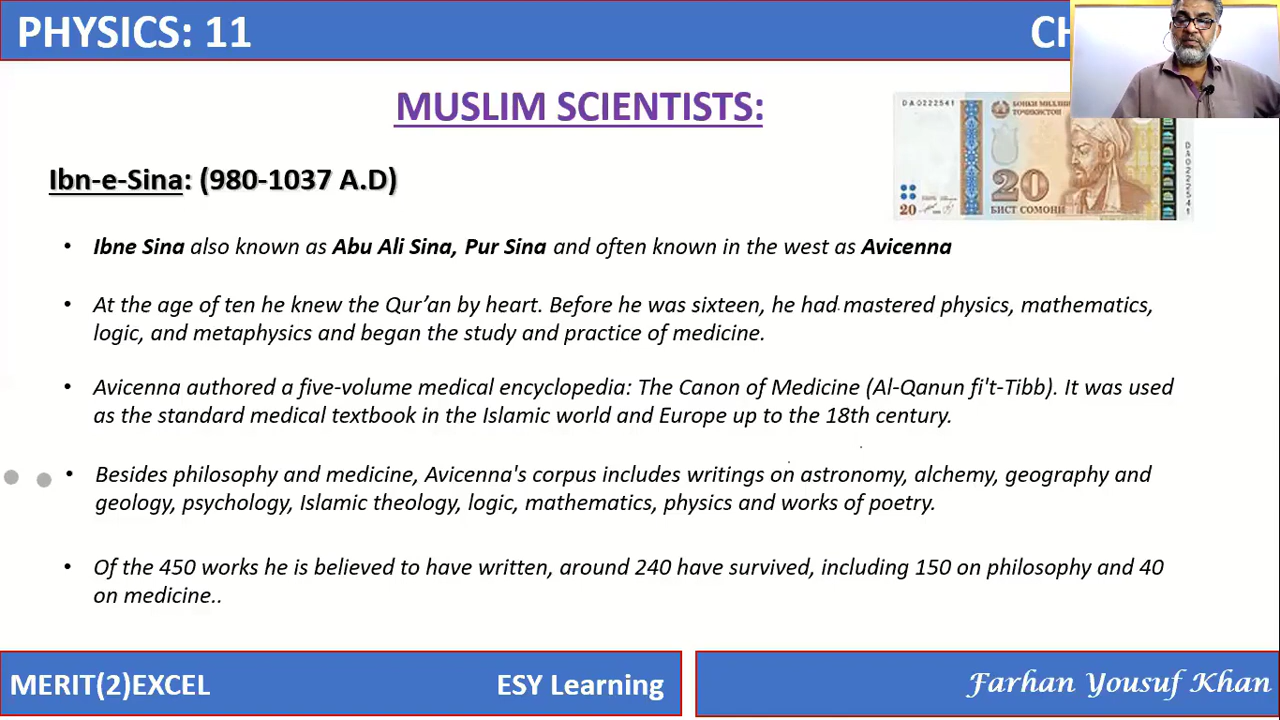 PHYSICS: 11
CH
MUSLIM SCIENTISTS:
DA0222541
БОНКИ МИЛЛИИ
ТОҶИКИСТОН
20
20
БИСТ СОМОНӢ
DA0222541
Ibn-e-Sina: (980-1037 A.D)
• Ibne Sina also known as Abu Ali Sina, Pur Sina and often known in the west as Avicenna
• At the age of ten he knew the Qur’an by heart. Before he was sixteen, he had mastered physics, mathematics,
logic, and metaphysics and began the study and practice of medicine.
• Avicenna authored a five-volume medical encyclopedia: The Canon of Medicine (Al-Qanun fi't-Tibb). It was used
as the standard medical textbook in the Islamic world and Europe up to the 18th century.
• Besides philosophy and medicine, Avicenna's corpus includes writings on astronomy, alchemy, geography and
geology, psychology, Islamic theology, logic, mathematics, physics and works of poetry.
• Of the 450 works he is believed to have written, around 240 have survived, including 150 on philosophy and 40
on medicine..
MERIT(2)EXCEL
ESY Learning
Farhan Yousuf Khan